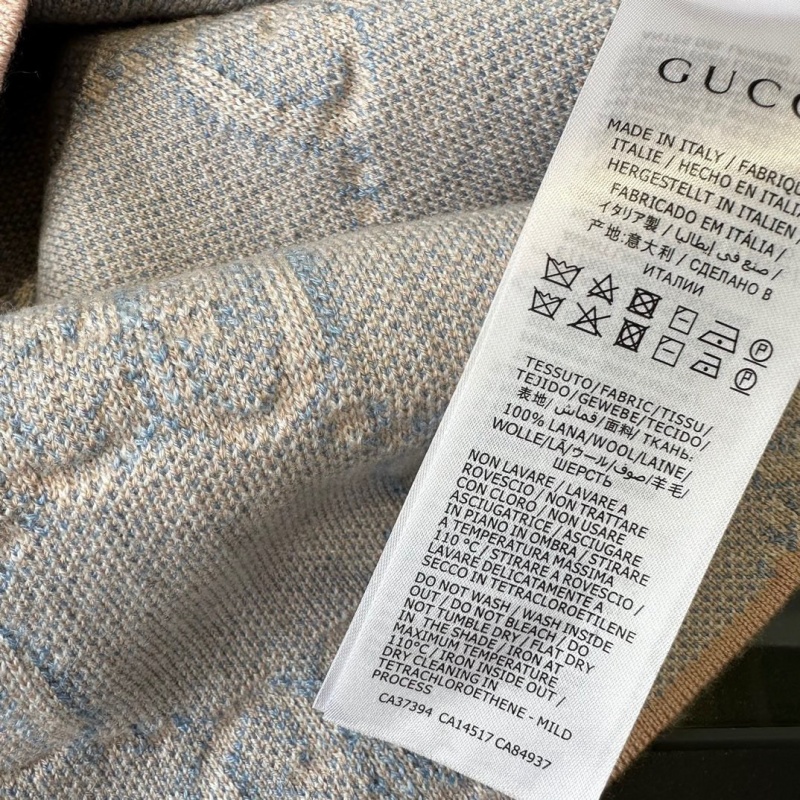 GUCC
MADE IN ITALY / FABRIQU
ITALIE / HECHO EN ITALI
HERGESTELLT IN ITALIEN /
FABRICADO EM ITÁLIA /
イタリア製 / صنع في إيطاليا /
产地:意大利 / СДЕЛАНО В
ИТАЛИИ
P
P
TESSUTO/FABRIC/TISSU/
TEJIDO/GEWEBE/TECIDO/
表地/ قماش/面料/ ТКАНЬ:
100% LANA/WOOL/LAINE/
WOLLE/LÃ/ウール/صوف/羊毛/
ШЕРСТЬ
NON LAVARE / LAVARE A
ROVESCIO / NON TRATTARE
CON CLORO / NON USARE
ASCIUGATRICE / ASCIUGARE
IN PIANO IN OMBRA / STIRARE
A TEMPERATURA MASSIMA
110 °C / STIRARE A ROVESCIO /
LAVARE DELICATAMENTE A
SECCO IN TETRACLOROETILENE
DO NOT WASH / WASH INSIDE
OUT / DO NOT BLEACH / DO
NOT TUMBLE DRY / FLAT DRY
IN THE SHADE / IRON AT
MAXIMUM TEMPERATURE
110°C / IRON INSIDE OUT /
DRY CLEANING IN
TETRACHLOROETHENE - MILD
PROCESS
CA37394 CA14517 CA84937